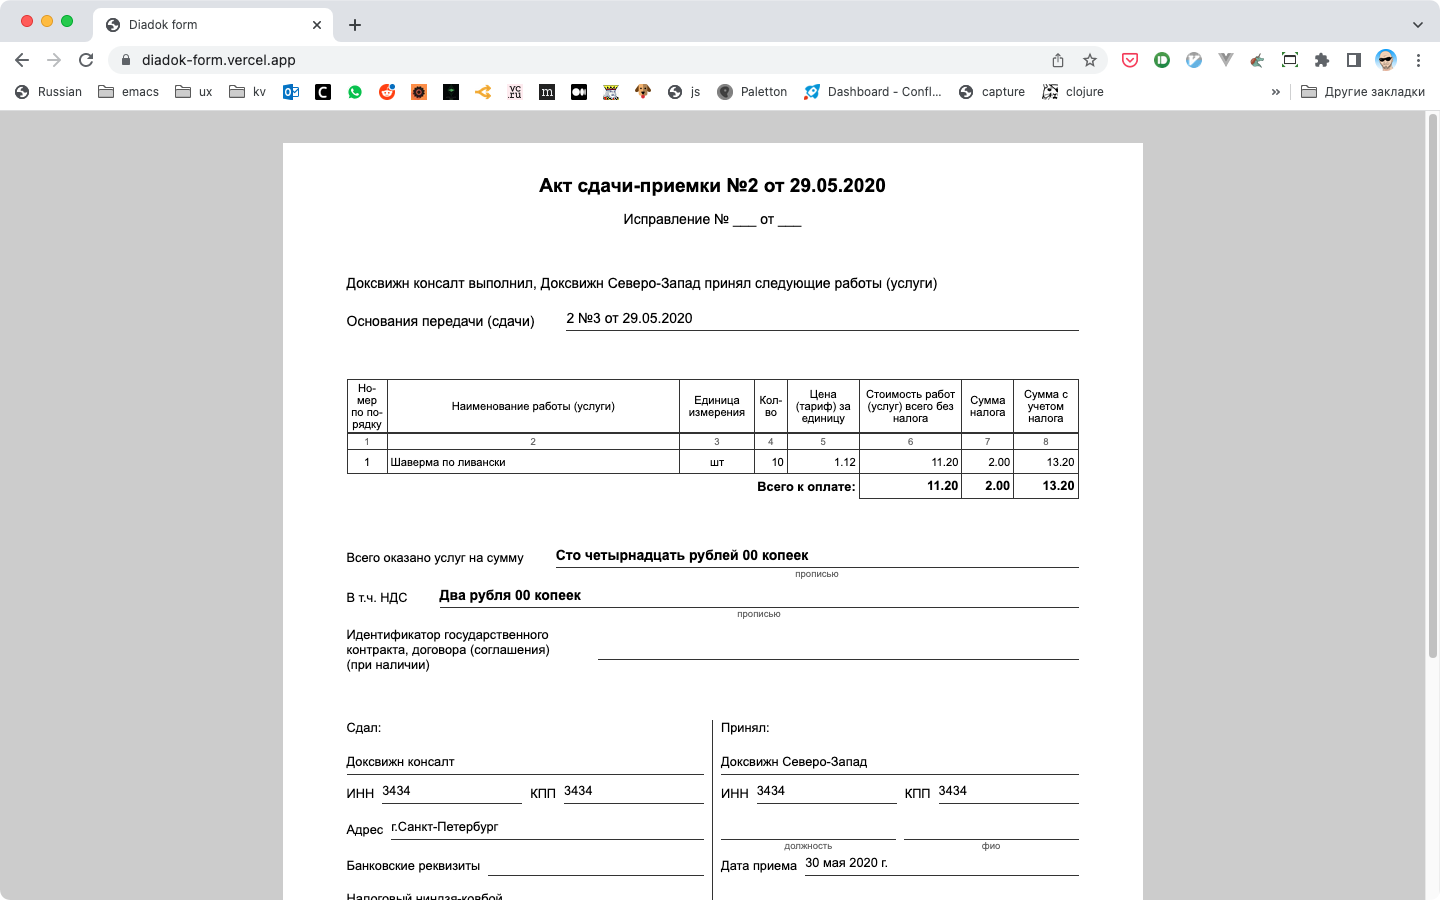 Diadok form
diadok-form.vercel.app
Russian emacs ux kv js Paletton Dashboard - Confl... capture clojure » Другие закладки
Акт сдачи-приемки №2 от 29.05.2020
Исправление № ___ от ___
Доксвижн консалт выполнил, Доксвижн Северо-Запад принял следующие работы (услуги)
Основания передачи (сдачи) 2 №3 от 29.05.2020
Но-
мер
по по-
рядку
Наименование работы (услуги)
Единица
измерения
Кол-
во
Цена
(тариф) за
единицу
Стоимость работ
(услуг) всего без
налога
Сумма
налога
Сумма с
учетом
налога
1 2 3 4 5 6 7 8
1 Шаверма по ливански шт 10 1.12 11.20 2.00 13.20
Всего к оплате: 11.20 2.00 13.20
Всего оказано услуг на сумму Сто четырнадцать рублей 00 копеек
прописью
В т.ч. НДС Два рубля 00 копеек
прописью
Идентификатор государственного
контракта, договора (соглашения)
(при наличии)
Сдал:
Доксвижн консалт
ИНН 3434 КПП 3434
Адрес г.Санкт-Петербург
Банковские реквизиты
Налоговый ниндзя-ковбой
Принял:
Доксвижн Северо-Запад
ИНН 3434 КПП 3434
должность фио
Дата приема 30 мая 2020 г.